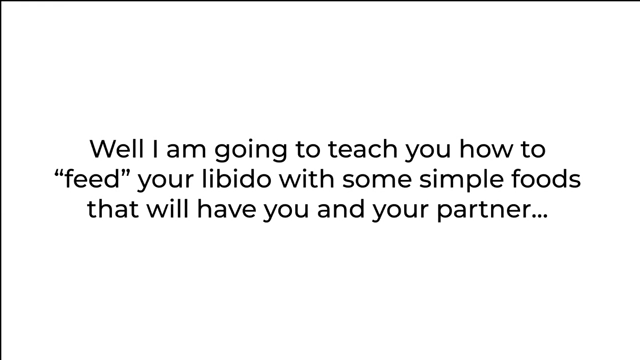 Well I am going to teach you how to
“feed” your libido with some simple foods
that will have you and your partner...